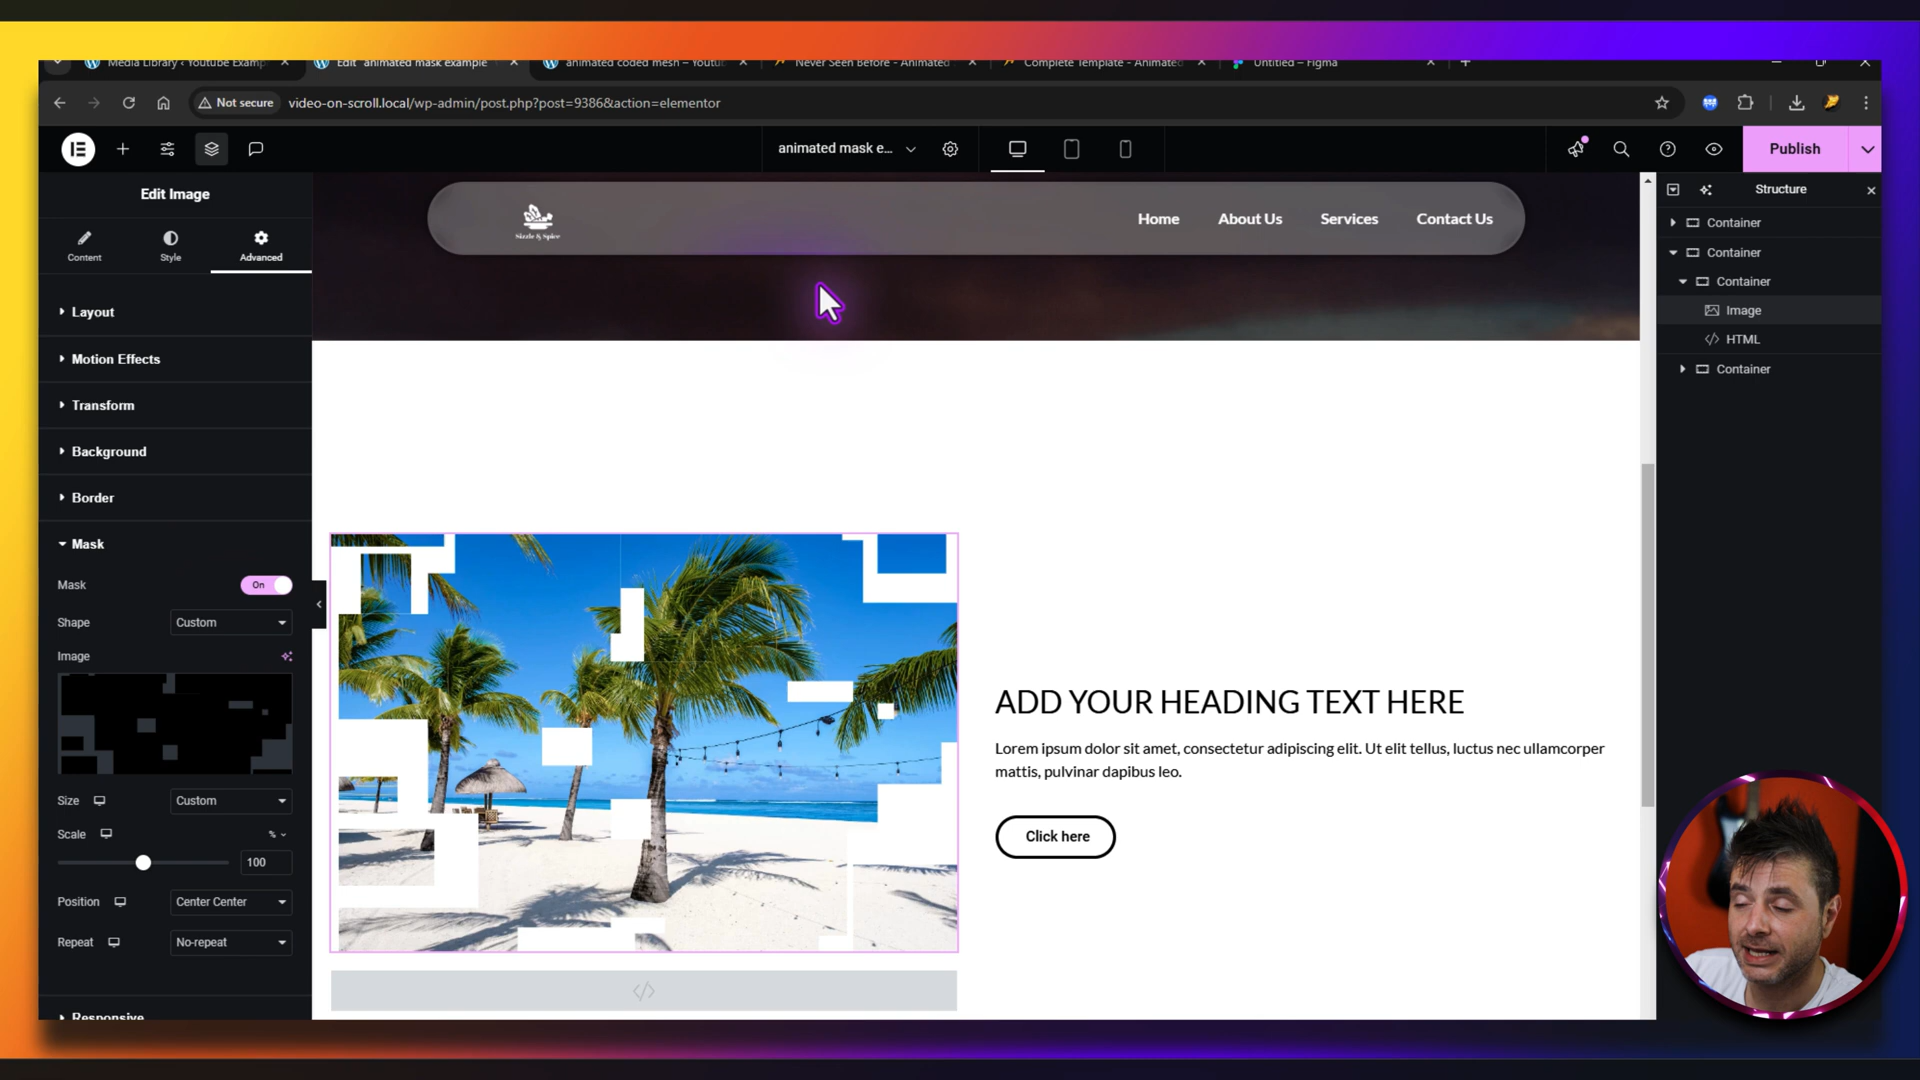 Media Library ‹ Youtube Examp
Edit "animated mask example
animated coded mesh – Youtu
Never Seen Before - Animated
Complete Template - Animated
Untitled – Figma
Not secure
video-on-scroll.local/wp-admin/post.php?post=9386&action=elementor
animated mask e...
Publish
Edit Image
Content
Style
Advanced
Layout
Motion Effects
Transform
Background
Border
Mask
Mask
On
Shape
Custom
Image
Size
Custom
Scale
%
100
Position
Center Center
Repeat
No-repeat
Responsive
Sizzle & Spice
Home
About Us
Services
Contact Us
ADD YOUR HEADING TEXT HERE
Lorem ipsum dolor sit amet, consectetur adipiscing elit. Ut elit tellus, luctus nec ullamcorper
mattis, pulvinar dapibus leo.
Click here
Structure
Container
Container
Container
Image
HTML
Container